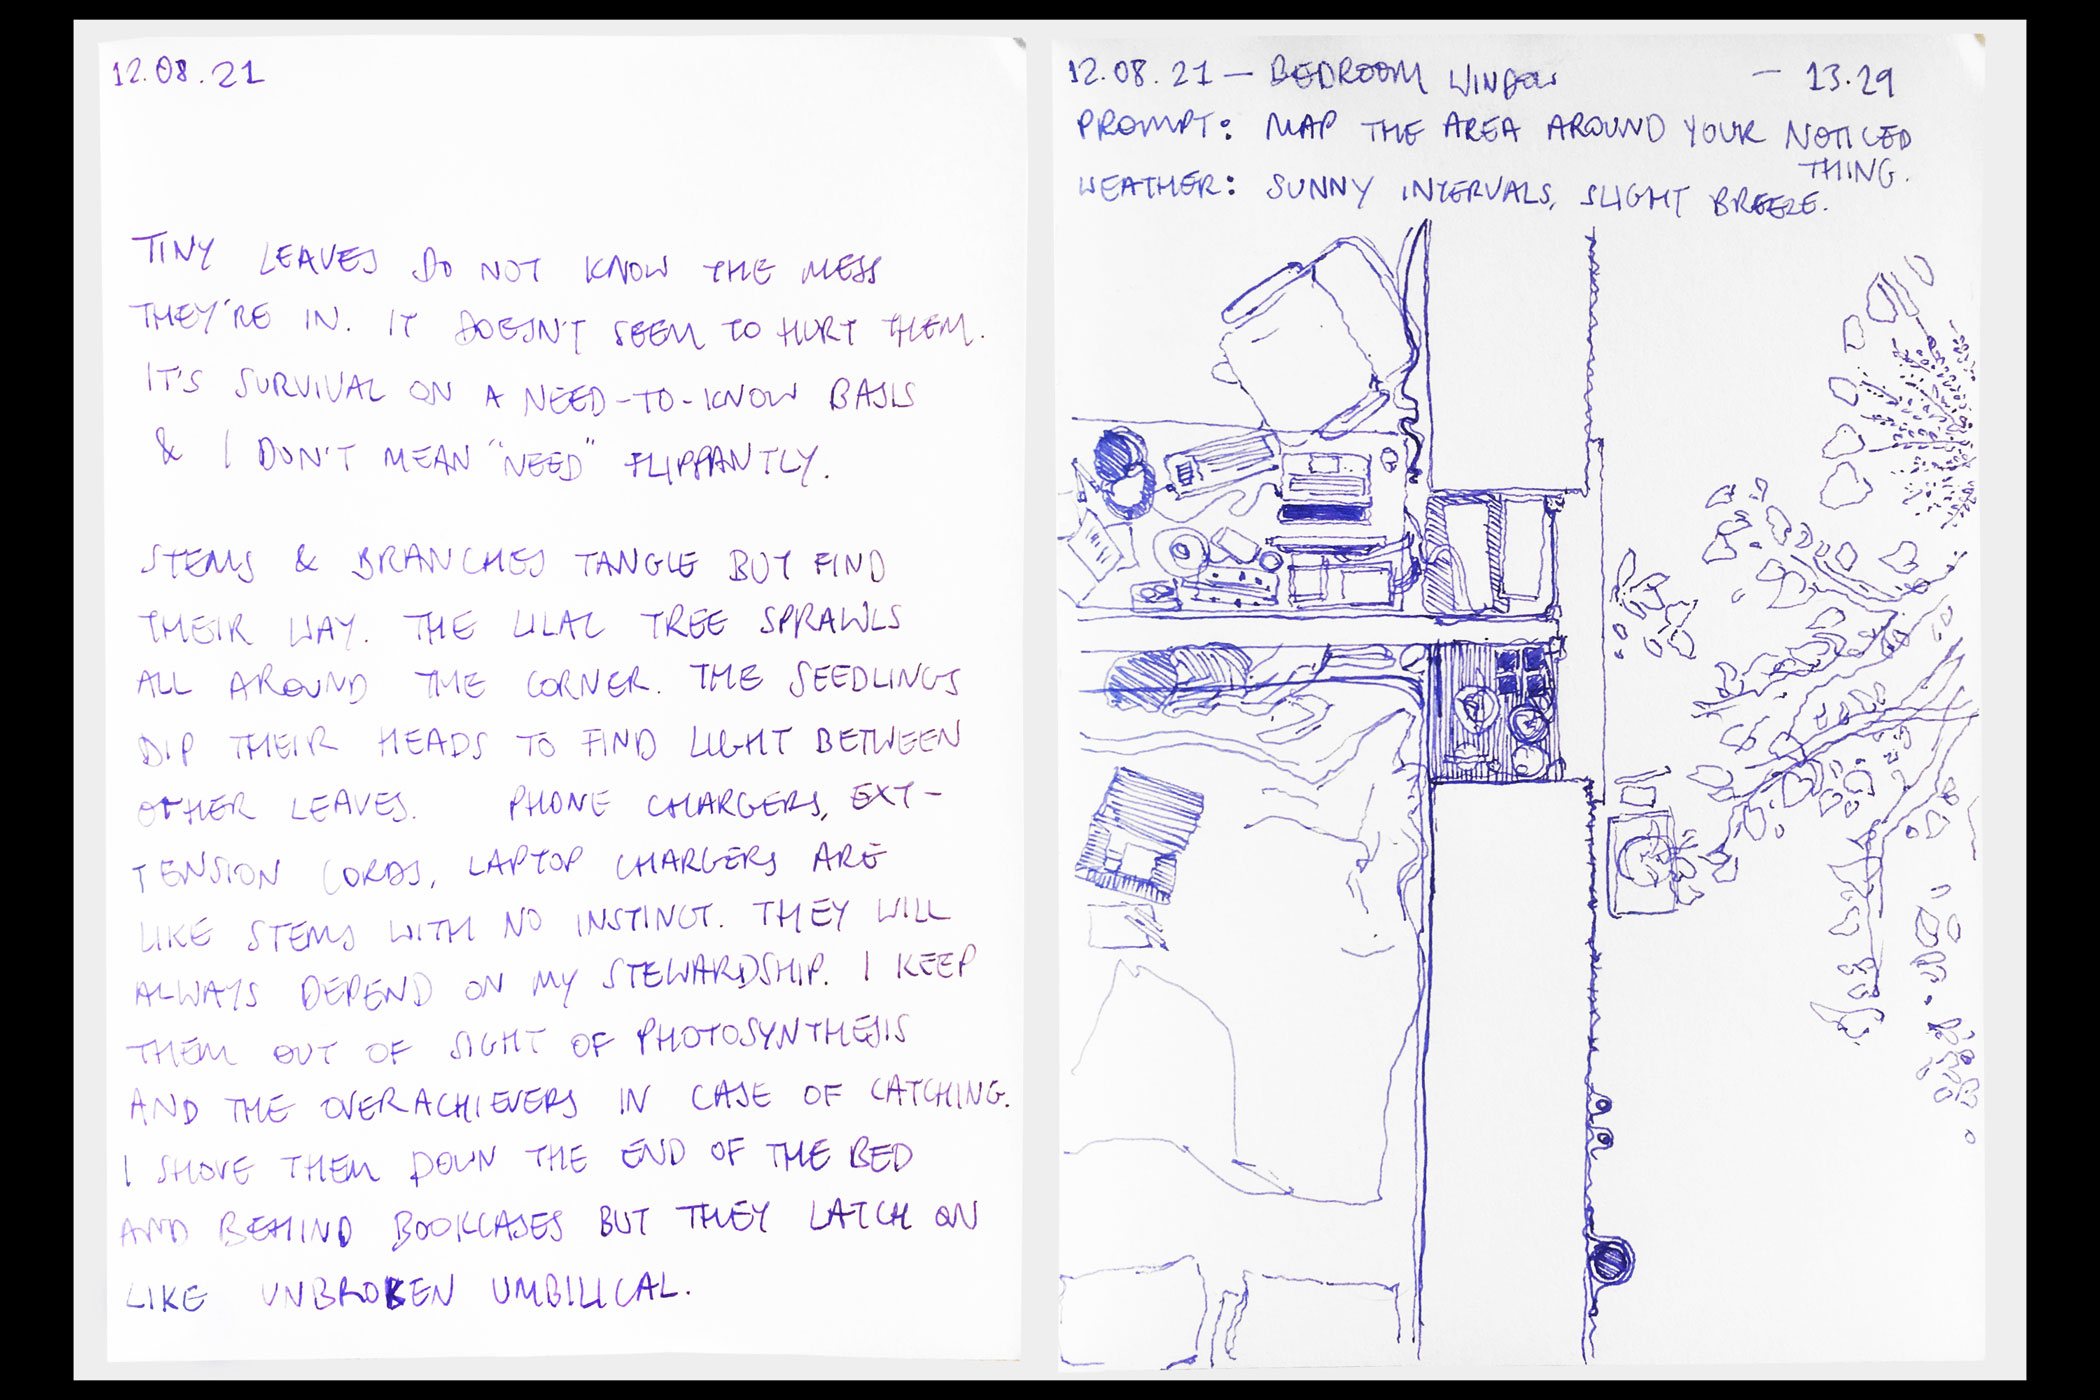 12.08.21
TINY LEAVES DO NOT KNOW THE MESS
THEY'RE IN. IT DOESN'T SEEM TO HURT THEM.
IT'S SURVIVAL ON A NEED-TO-KNOW BASIS
& I DON'T MEAN "NEED" FLIPPANTLY.
STEMS & BRANCHES TANGLE BUT FIND
THEIR WAY. THE LILAC TREE SPRAWLS
ALL AROUND THE CORNER. THE SEEDLINGS
DIP THEIR HEADS TO FIND LIGHT BETWEEN
OTHER LEAVES. PHONE CHARGERS, EXT-
TENSION CORDS, LAPTOP CHARGERS ARE
LIKE STEMS WITH NO INSTINCT. THEY WILL
ALWAYS DEPEND ON MY STEWARDSHIP. I KEEP
THEM OUT OF SIGHT OF PHOTOSYNTHESIS
AND THE OVERACHIEVERS IN CASE OF CATCHING.
I SHOVE THEM DOWN THE END OF THE BED
AND BEHIND BOOKCASES BUT THEY LATCH ON
LIKE UNBROKEN UMBILICAL.
12.08.21 — BEDROOM WINDOW — 13.29
PROMPT: MAP THE AREA AROUND YOUR NOTICED
THING.
WEATHER: SUNNY INTERVALS, SLIGHT BREEZE.